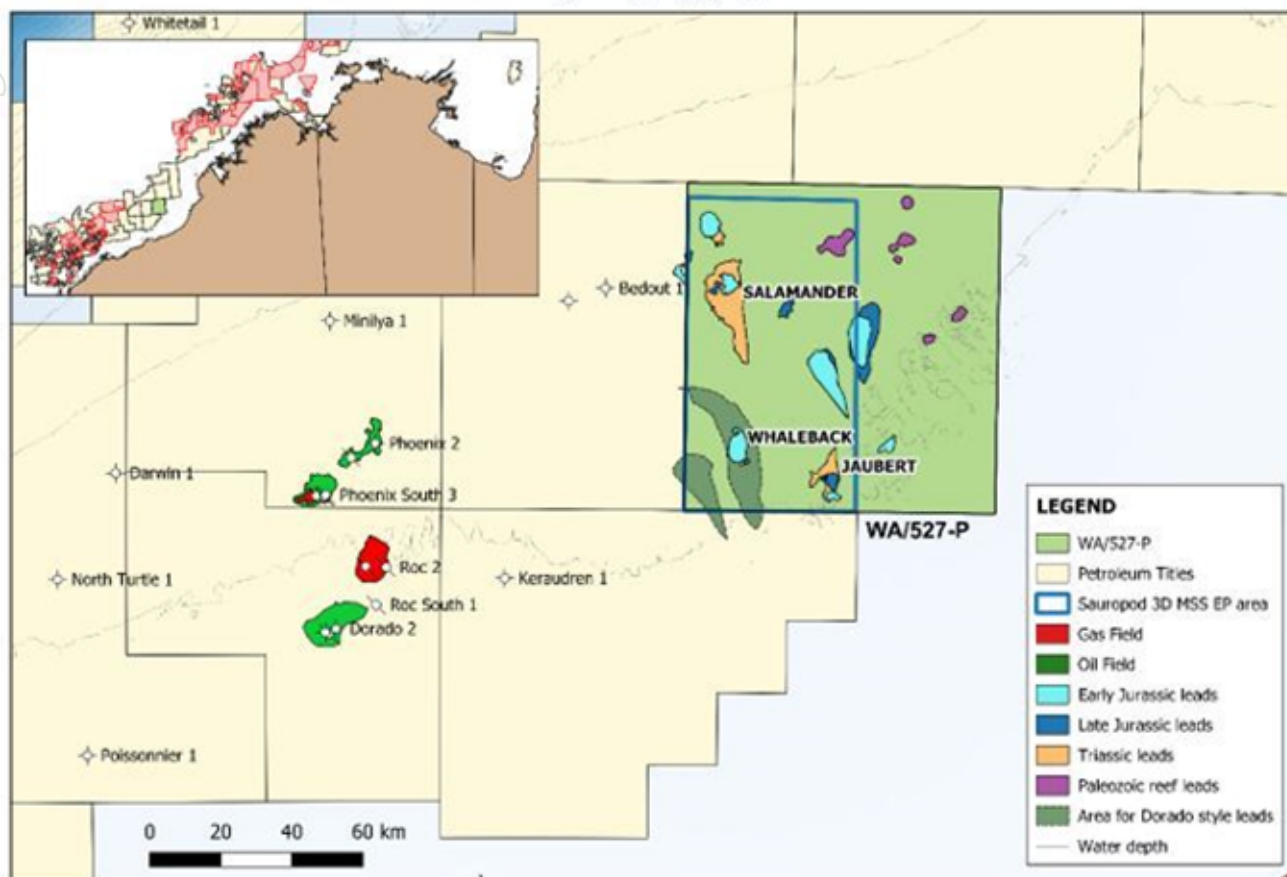 Whitetail 1
Bedout 1
SALAMANDER
Minilya 1
Phoenix 2
WHALEBACK
JAUBERT
Darwin 1
Phoenix South 3
WA/527-P
Roc 2
North Turtle 1
Keraudren 1
Roc South 1
Dorado 2
Poissonnier 1
0 20 40 60 km
LEGEND
WA/527-P
Petroleum Titles
Sauropod 3D MSS EP area
Gas Field
Oil Field
Early Jurassic leads
Late Jurassic leads
Triassic leads
Paleozoic reef leads
Area for Dorado style leads
Water depth